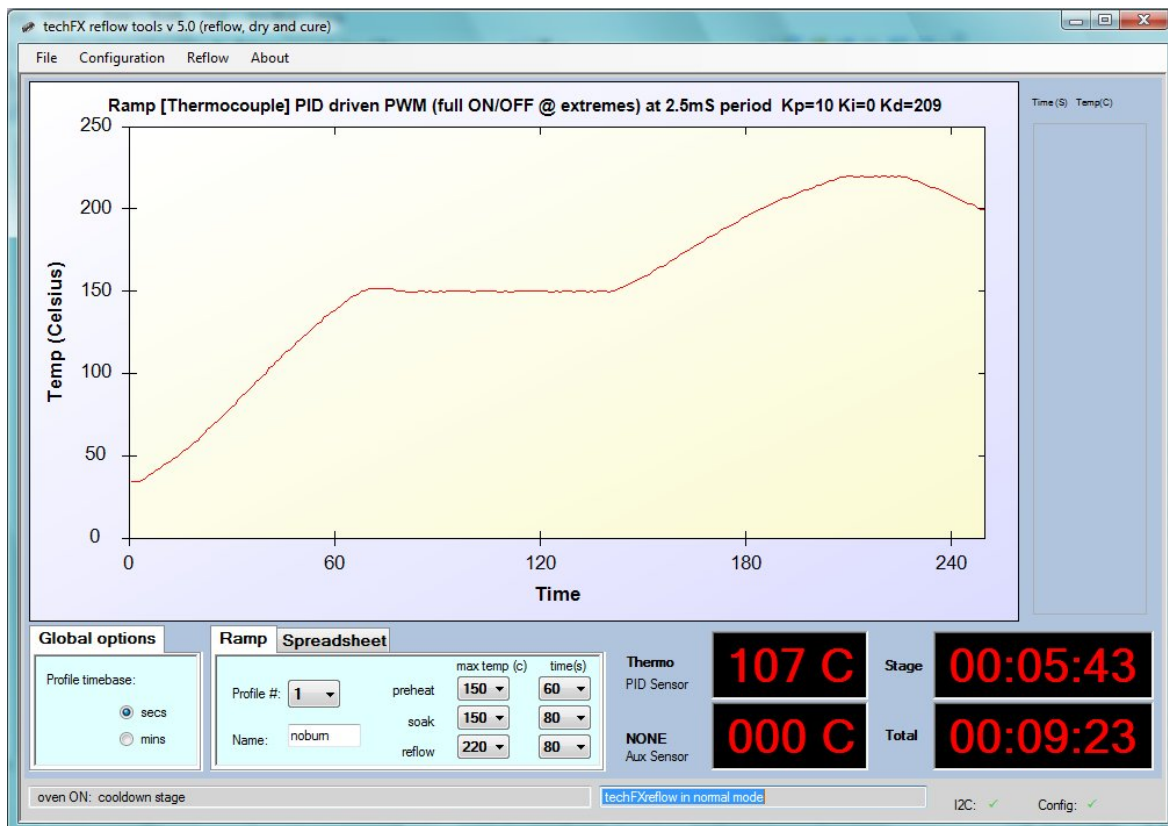 techFX reflow tools v 5.0 (reflow, dry and cure)
File Configuration Reflow About
Ramp [Thermocouple] PID driven PWM (full ON/OFF @ extremes) at 2.5mS period Kp=10 Ki=0 Kd=209
Time (S) Temp(C)
250
200
150
100
50
0
Temp (Celsius)
0 60 120 180 240
Time
Global options
Profile timebase:
secs
mins
Ramp Spreadsheet
max temp (c) time(s)
Profile #: 1 preheat 150 60
soak 150 80
Name: noburn reflow 220 80
Thermo
PID Sensor
107 C
Stage 00:05:43
NONE
Aux Sensor
000 C
Total 00:09:23
oven ON: cooldown stage
techFXreflow in normal mode
I2C: ✓ Config: ✓